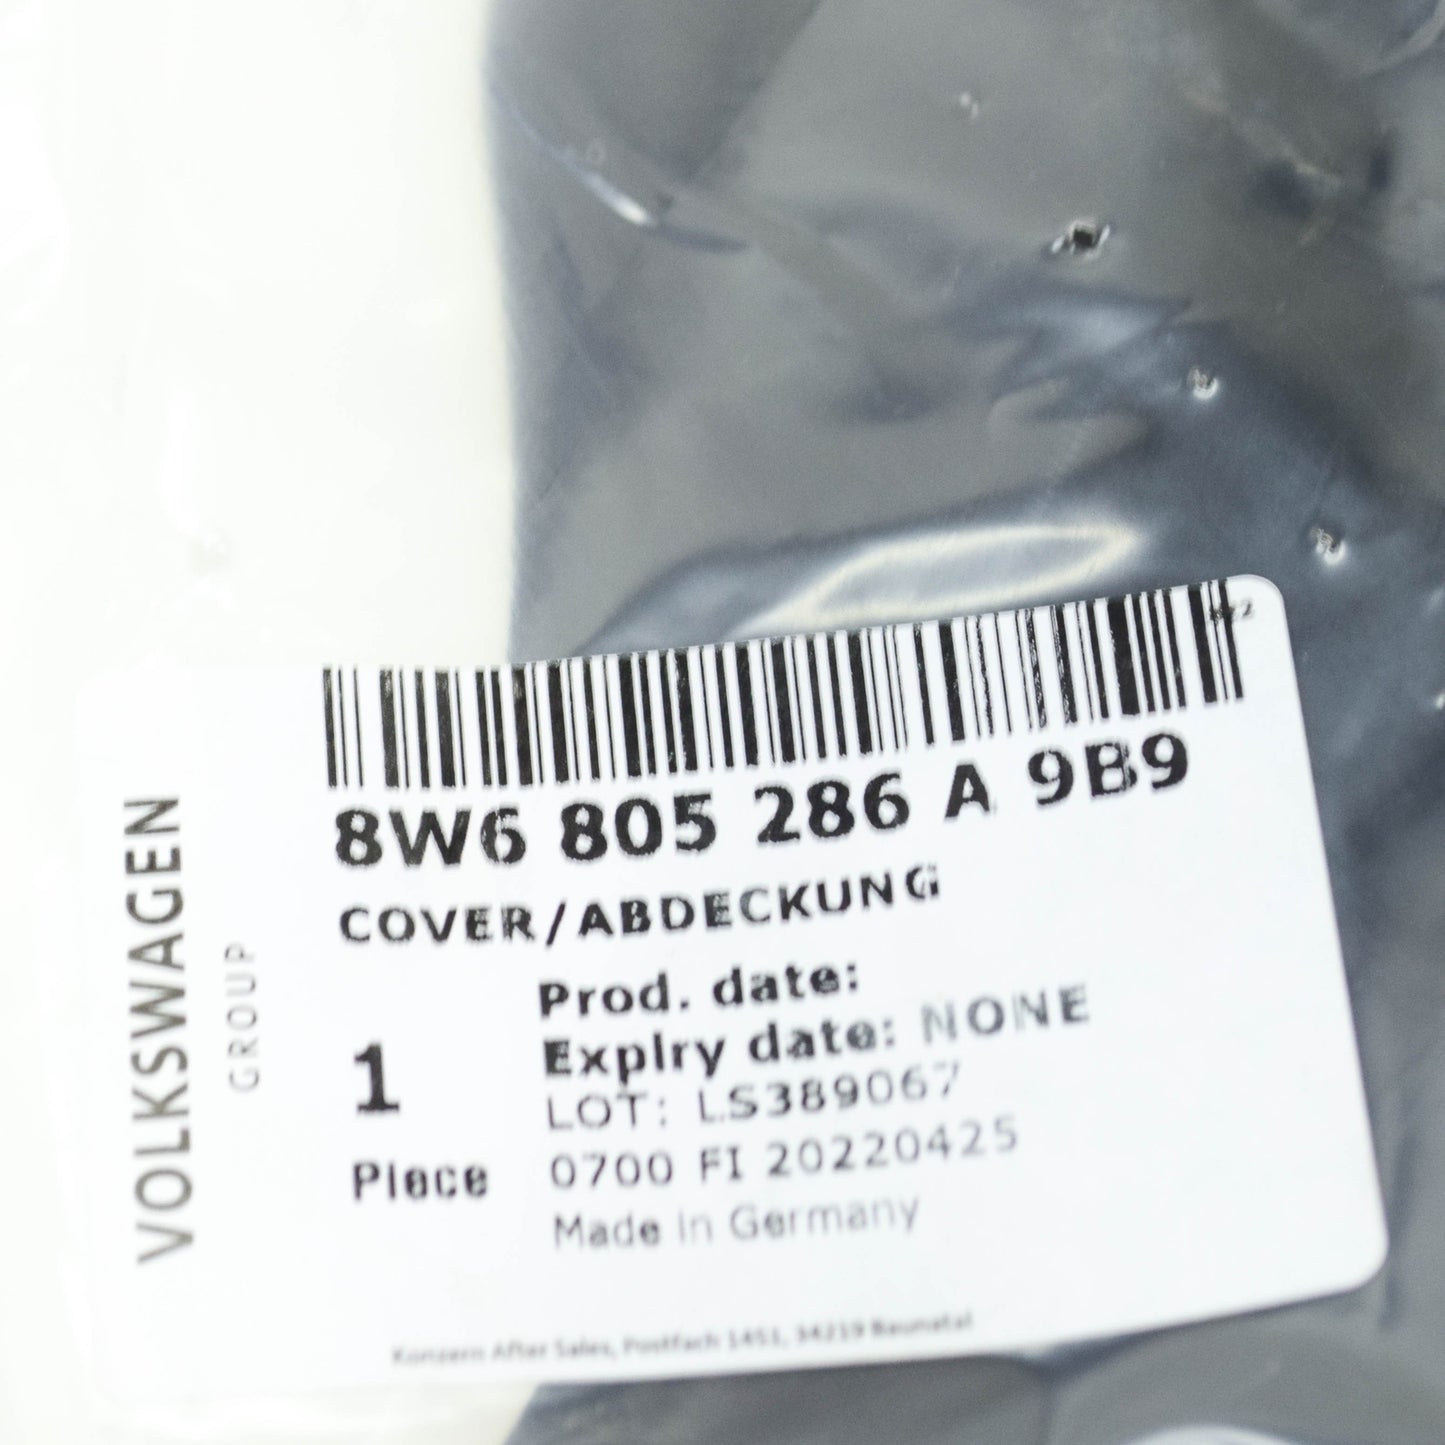 8W6 805 286 A 9B9
COVER/ABDECKUNG
Prod. date:
Expiry date: NONE
LOT: LS389067
1
Piece
0700 FI 20220425
Made in Germany
VOLKSWAGEN
GROUP
Konzern After Sales, Postfach 1451, 34219 Baunatal